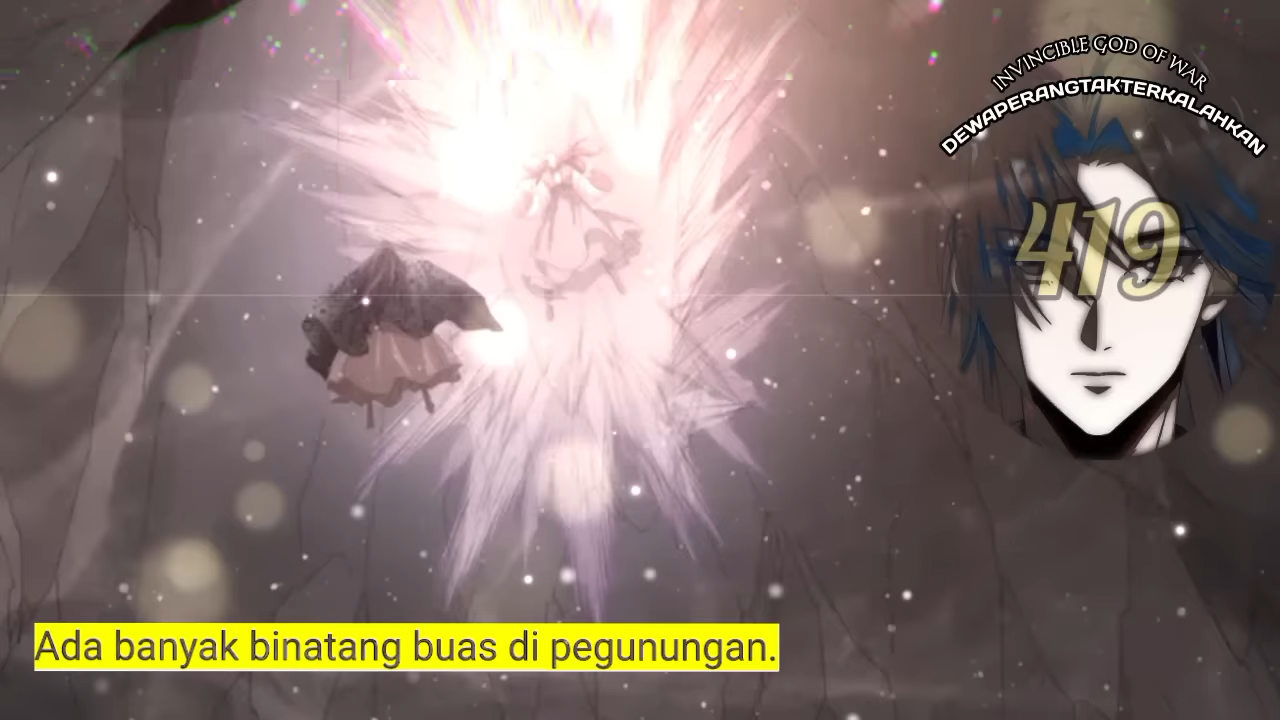 INVINCIBLE GOD OF WAR
DEWAPERANGTAKTERKALAHKAN
419
Ada banyak binatang buas di pegunungan.